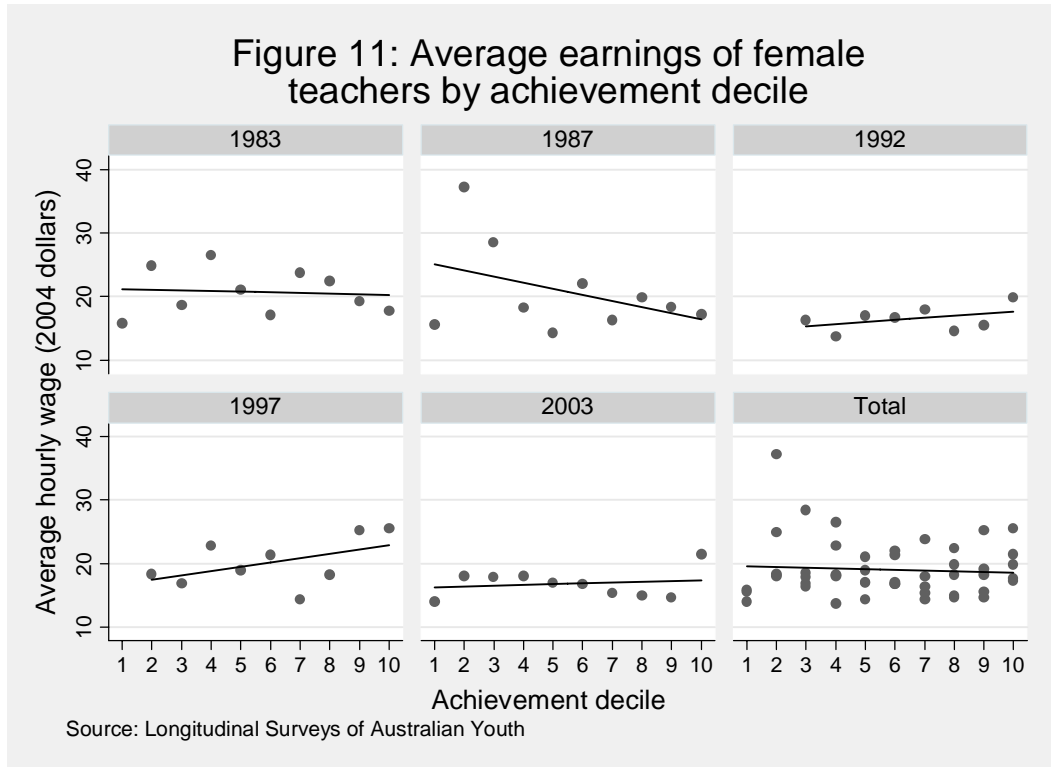 Figure 11: Average earnings of female
teachers by achievement decile
1983
1987
1992
10 20 30 40
1997
2003
Total
10 20 30 40
1 2 3 4 5 6 7 8 9 10
1 2 3 4 5 6 7 8 9 10
1 2 3 4 5 6 7 8 9 10
Average hourly wage (2004 dollars)
Achievement decile
Source: Longitudinal Surveys of Australian Youth